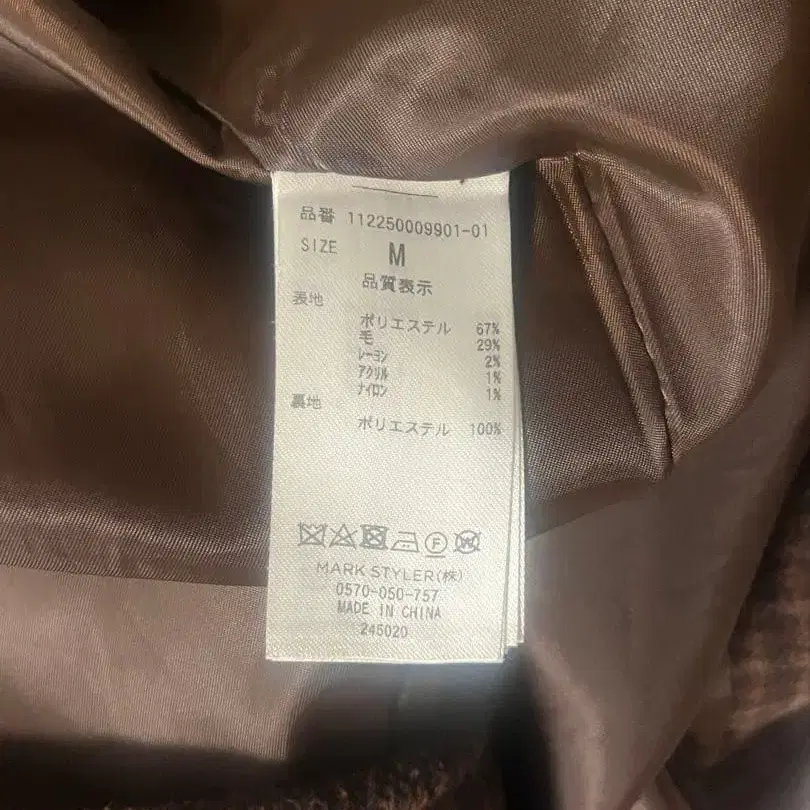 品番 112250009901-01
SIZE M
品質表示
表地
ポリエステル 67%
毛 29%
レーヨン 2%
アクリル 1%
ナイロン 1%
裏地
ポリエステル 100%
F W
MARK STYLER(株)
0570-050-757
MADE IN CHINA
245020